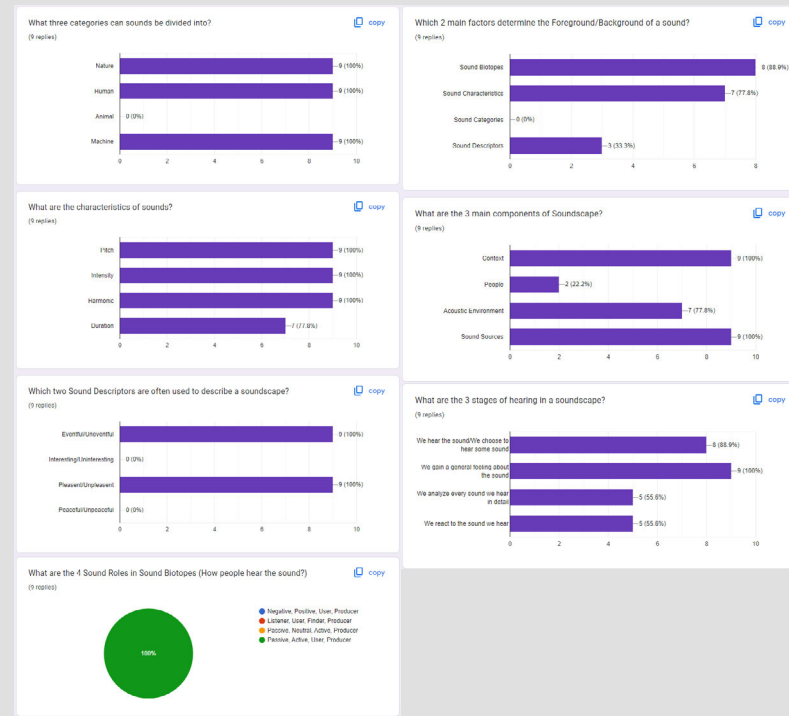 What three categories can sounds be divided into?
copy
(9 replies)
Nature
9 (100%)
Human
9 (100%)
Animal
0 (0%)
Machine
9 (100%)
0 2 4 6 8 10
What are the characteristics of sounds?
copy
(9 replies)
Pitch
9 (100%)
Intensity
9 (100%)
Harmonic
9 (100%)
Duration
7 (77.8%)
0 2 4 6 8 10
Which two Sound Descriptors are often used to describe a soundscape?
copy
(9 replies)
Eventful/Uneventful
9 (100%)
Interesting/Uninteresting
0 (0%)
Pleasent/Unpleasent
9 (100%)
Peaceful/Unpeaceful
0 (0%)
0 2 4 6 8 10
What are the 4 Sound Roles in Sound Biotopes (How people hear the sound?)
copy
(9 replies)
100%
Negative, Positive, User, Producer
Listener, User, Finder, Producer
Passive, Neutral, Active, Producer
Passive, Active, User, Producer
Which 2 main factors determine the Foreground/Background of a sound?
copy
(9 replies)
Sound Biotopes
8 (88.9%)
Sound Characteristics
7 (77.8%)
Sound Categories
0 (0%)
Sound Descriptors
3 (33.3%)
0 2 4 6 8
What are the 3 main components of Soundscape?
copy
(9 replies)
Context
9 (100%)
People
2 (22.2%)
Acoustic Environment
7 (77.8%)
Sound Sources
9 (100%)
0 2 4 6 8 10
What are the 3 stages of hearing in a soundscape?
copy
(9 replies)
We hear the sound/We choose to
hear some sound
8 (88.9%)
We gain a general feeling about
the sound
9 (100%)
We analyze every sound we hear
in detail
5 (55.6%)
We react to the sound we hear
5 (55.6%)
0 2 4 6 8 10